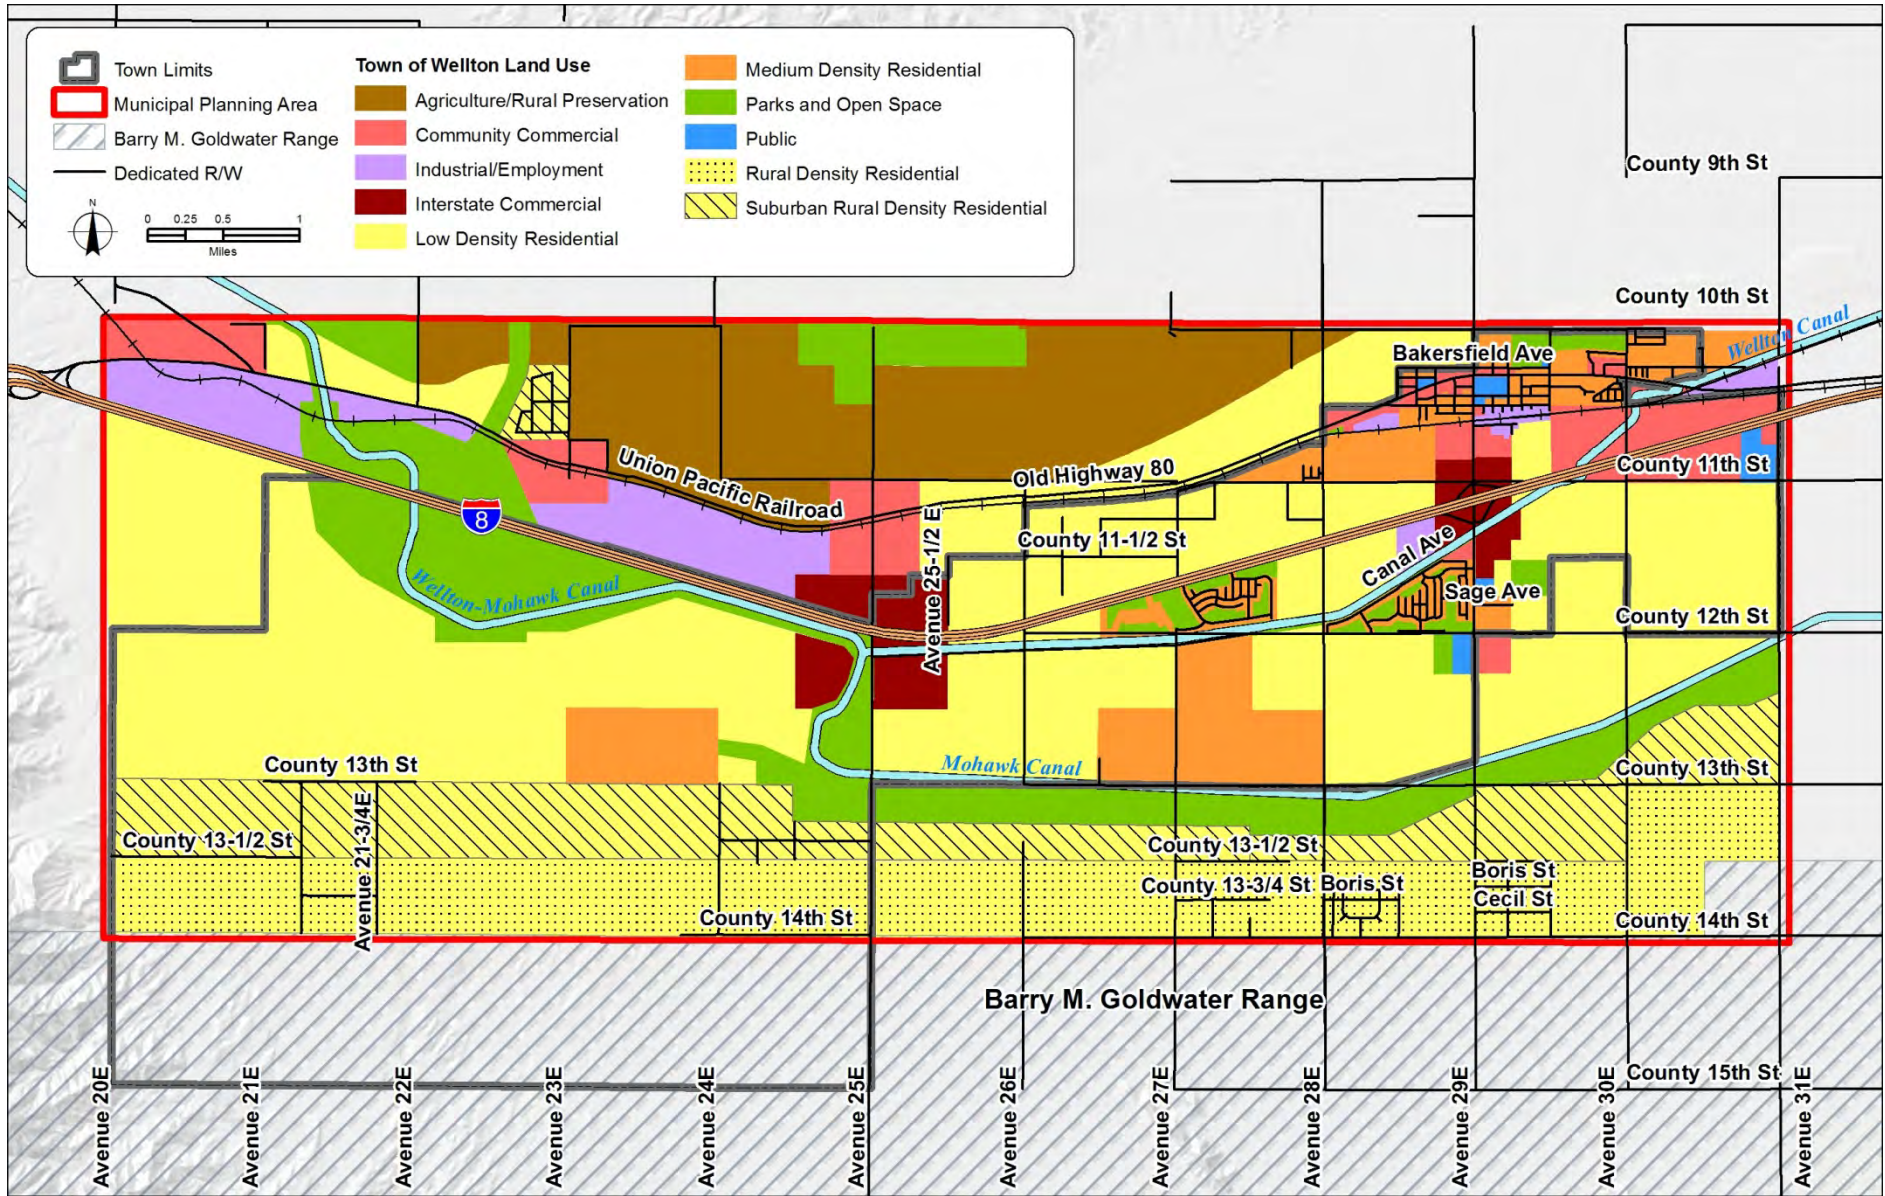 Town Limits
Municipal Planning Area
Barry M. Goldwater Range
Dedicated R/W
N
0 0.25 0.5 1
Miles
Town of Wellton Land Use
Agriculture/Rural Preservation
Community Commercial
Industrial/Employment
Interstate Commercial
Low Density Residential
Medium Density Residential
Parks and Open Space
Public
Rural Density Residential
Suburban Rural Density Residential
County 9th St
County 10th St
Wellton Canal
Bakersfield Ave
Union Pacific Railroad
Old Highway 80
County 11th St
8
Avenue 25-1/2 E
County 11-1/2 St
Canal Ave
Wellton-Mohawk Canal
Sage Ave
County 12th St
County 13th St
Mohawk Canal
County 13th St
Avenue 21-3/4E
County 13-1/2 St
County 13-1/2 St
County 13-3/4 St
Boris St
Boris St
Cecil St
County 14th St
County 14th St
Barry M. Goldwater Range
County 15th St
Avenue 20E
Avenue 21E
Avenue 22E
Avenue 23E
Avenue 24E
Avenue 25E
Avenue 26E
Avenue 27E
Avenue 28E
Avenue 29E
Avenue 30E
Avenue 31E